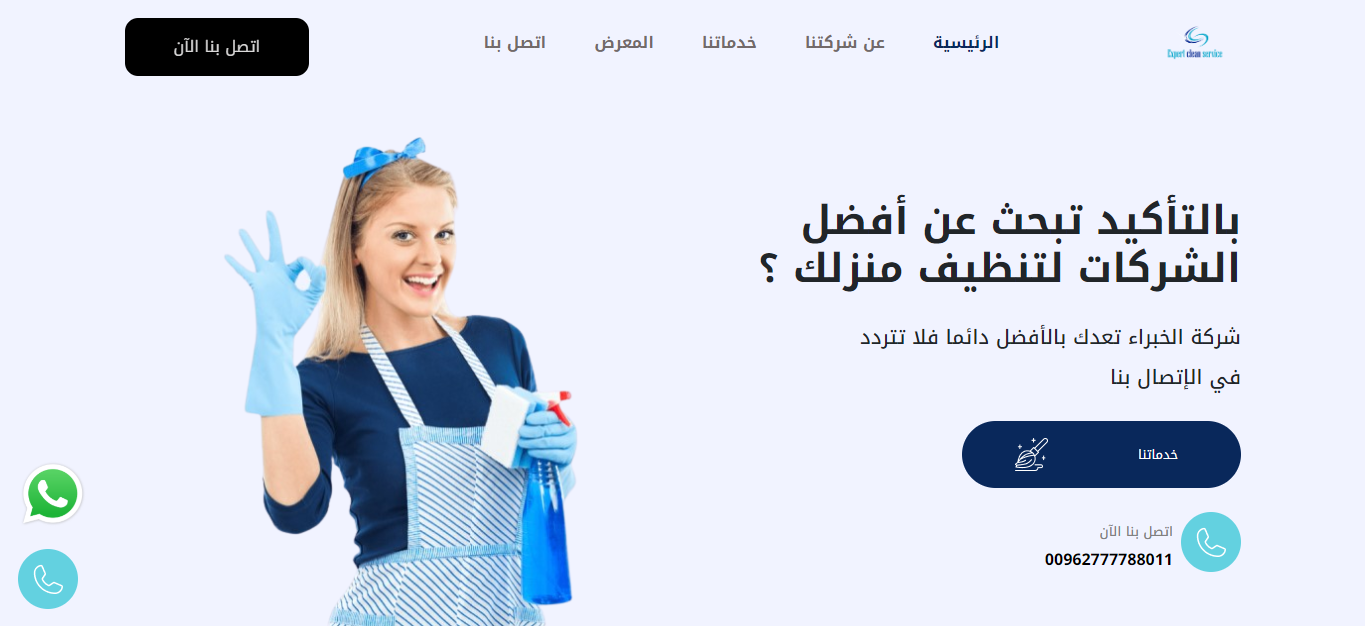 Expert clean service
الرئيسية
عن شركتنا
خدماتنا
المعرض
اتصل بنا
اتصل بنا الآن
بالتأكيد تبحث عن أفضل
الشركات لتنظيف منزلك ؟
شركة الخبراء تعدك بالأفضل دائما فلا تتردد
في الإتصال بنا
خدماتنا
اتصل بنا الآن
00962777788011